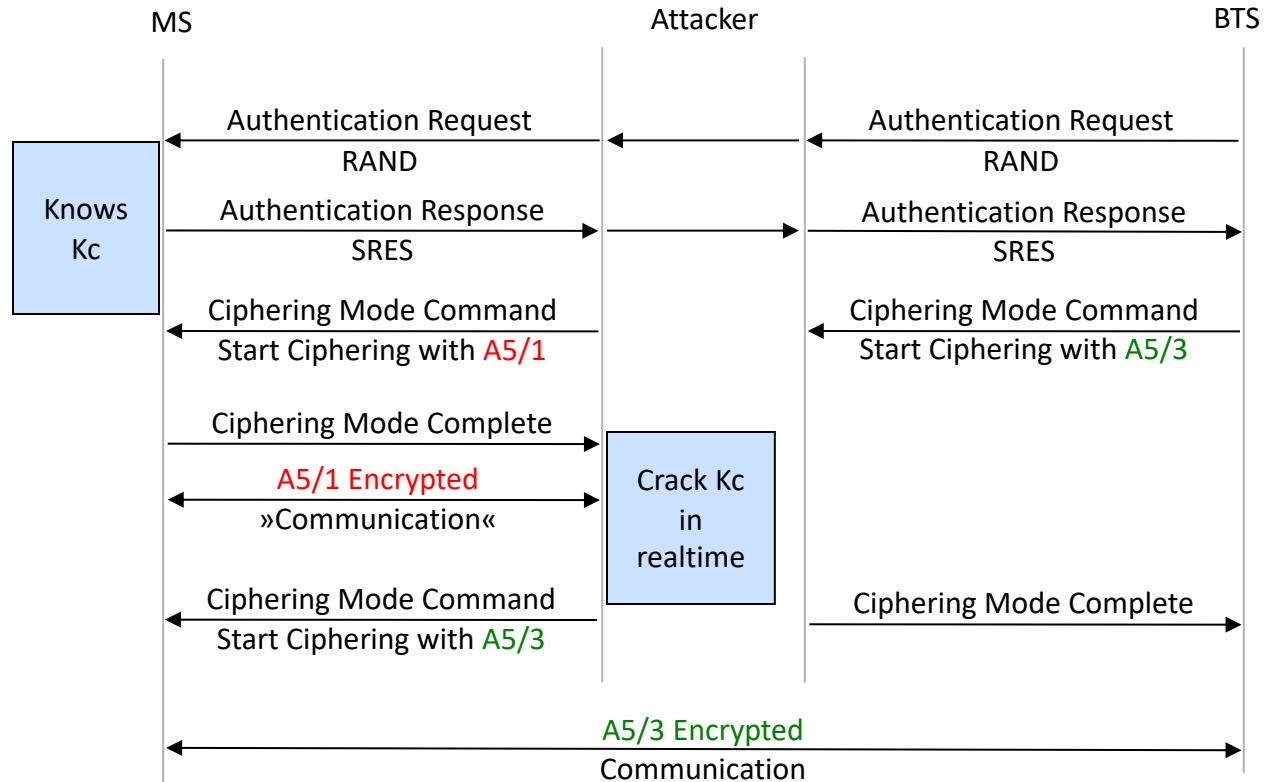 MS
Attacker
BTS
Authentication Request
RAND
Authentication Request
RAND
Knows
Kc
Authentication Response
SRES
Authentication Response
SRES
Ciphering Mode Command
Start Ciphering with A5/1
Ciphering Mode Command
Start Ciphering with A5/3
Ciphering Mode Complete
A5/1 Encrypted
»Communication«
Crack Kc
in
realtime
Ciphering Mode Command
Start Ciphering with A5/3
Ciphering Mode Complete
A5/3 Encrypted
Communication